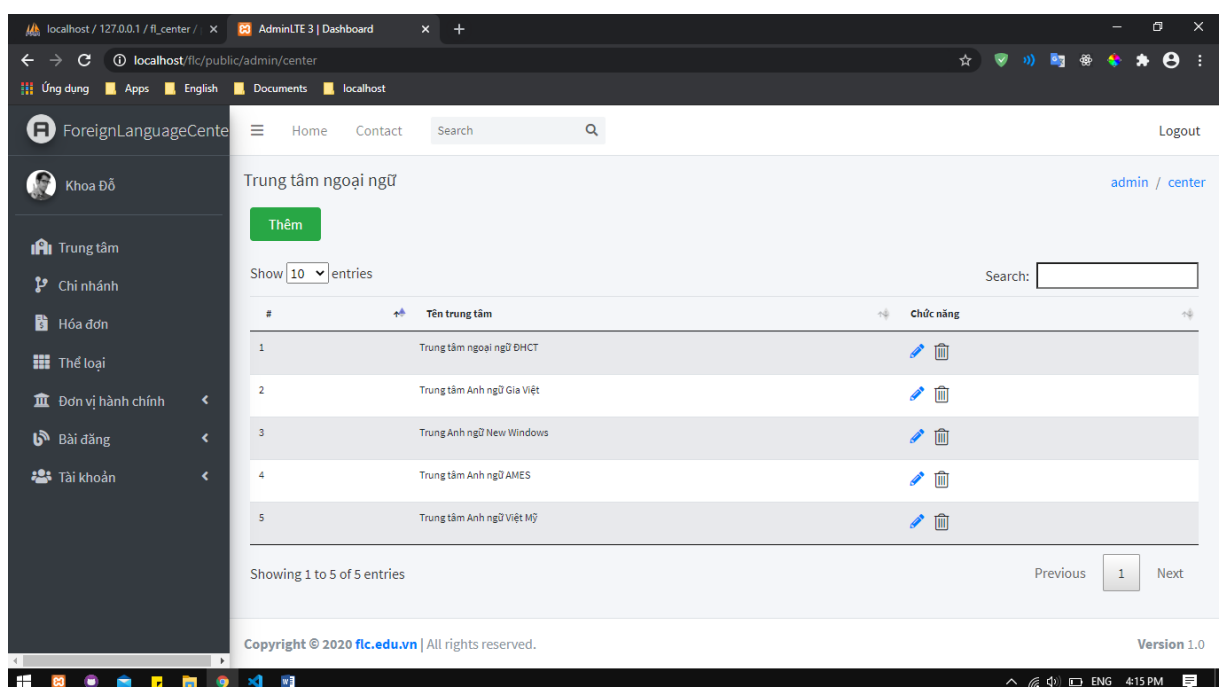 localhost / 127.0.0.1 / fl_center /
AdminLTE 3 | Dashboard
localhost/flc/public/admin/center
Ứng dụng Apps English Documents localhost
ForeignLanguageCente
Home Contact Search
Logout
Khoa Đỗ
Trung tâm
Chi nhánh
Hóa đơn
Thể loại
Đơn vị hành chính
Bài đăng
Tài khoản
Trung tâm ngoại ngữ
admin / center
Thêm
Show 10 entries
Search:
# Tên trung tâm Chức năng
1 Trung tâm ngoại ngữ ĐHCT
2 Trung tâm Anh ngữ Gia Việt
3 Trung Anh ngữ New Windows
4 Trung tâm Anh ngữ AMES
5 Trung tâm Anh ngữ Việt Mỹ
Showing 1 to 5 of 5 entries
Previous 1 Next
Copyright © 2020 flc.edu.vn | All rights reserved.
Version 1.0
ENG 4:15 PM